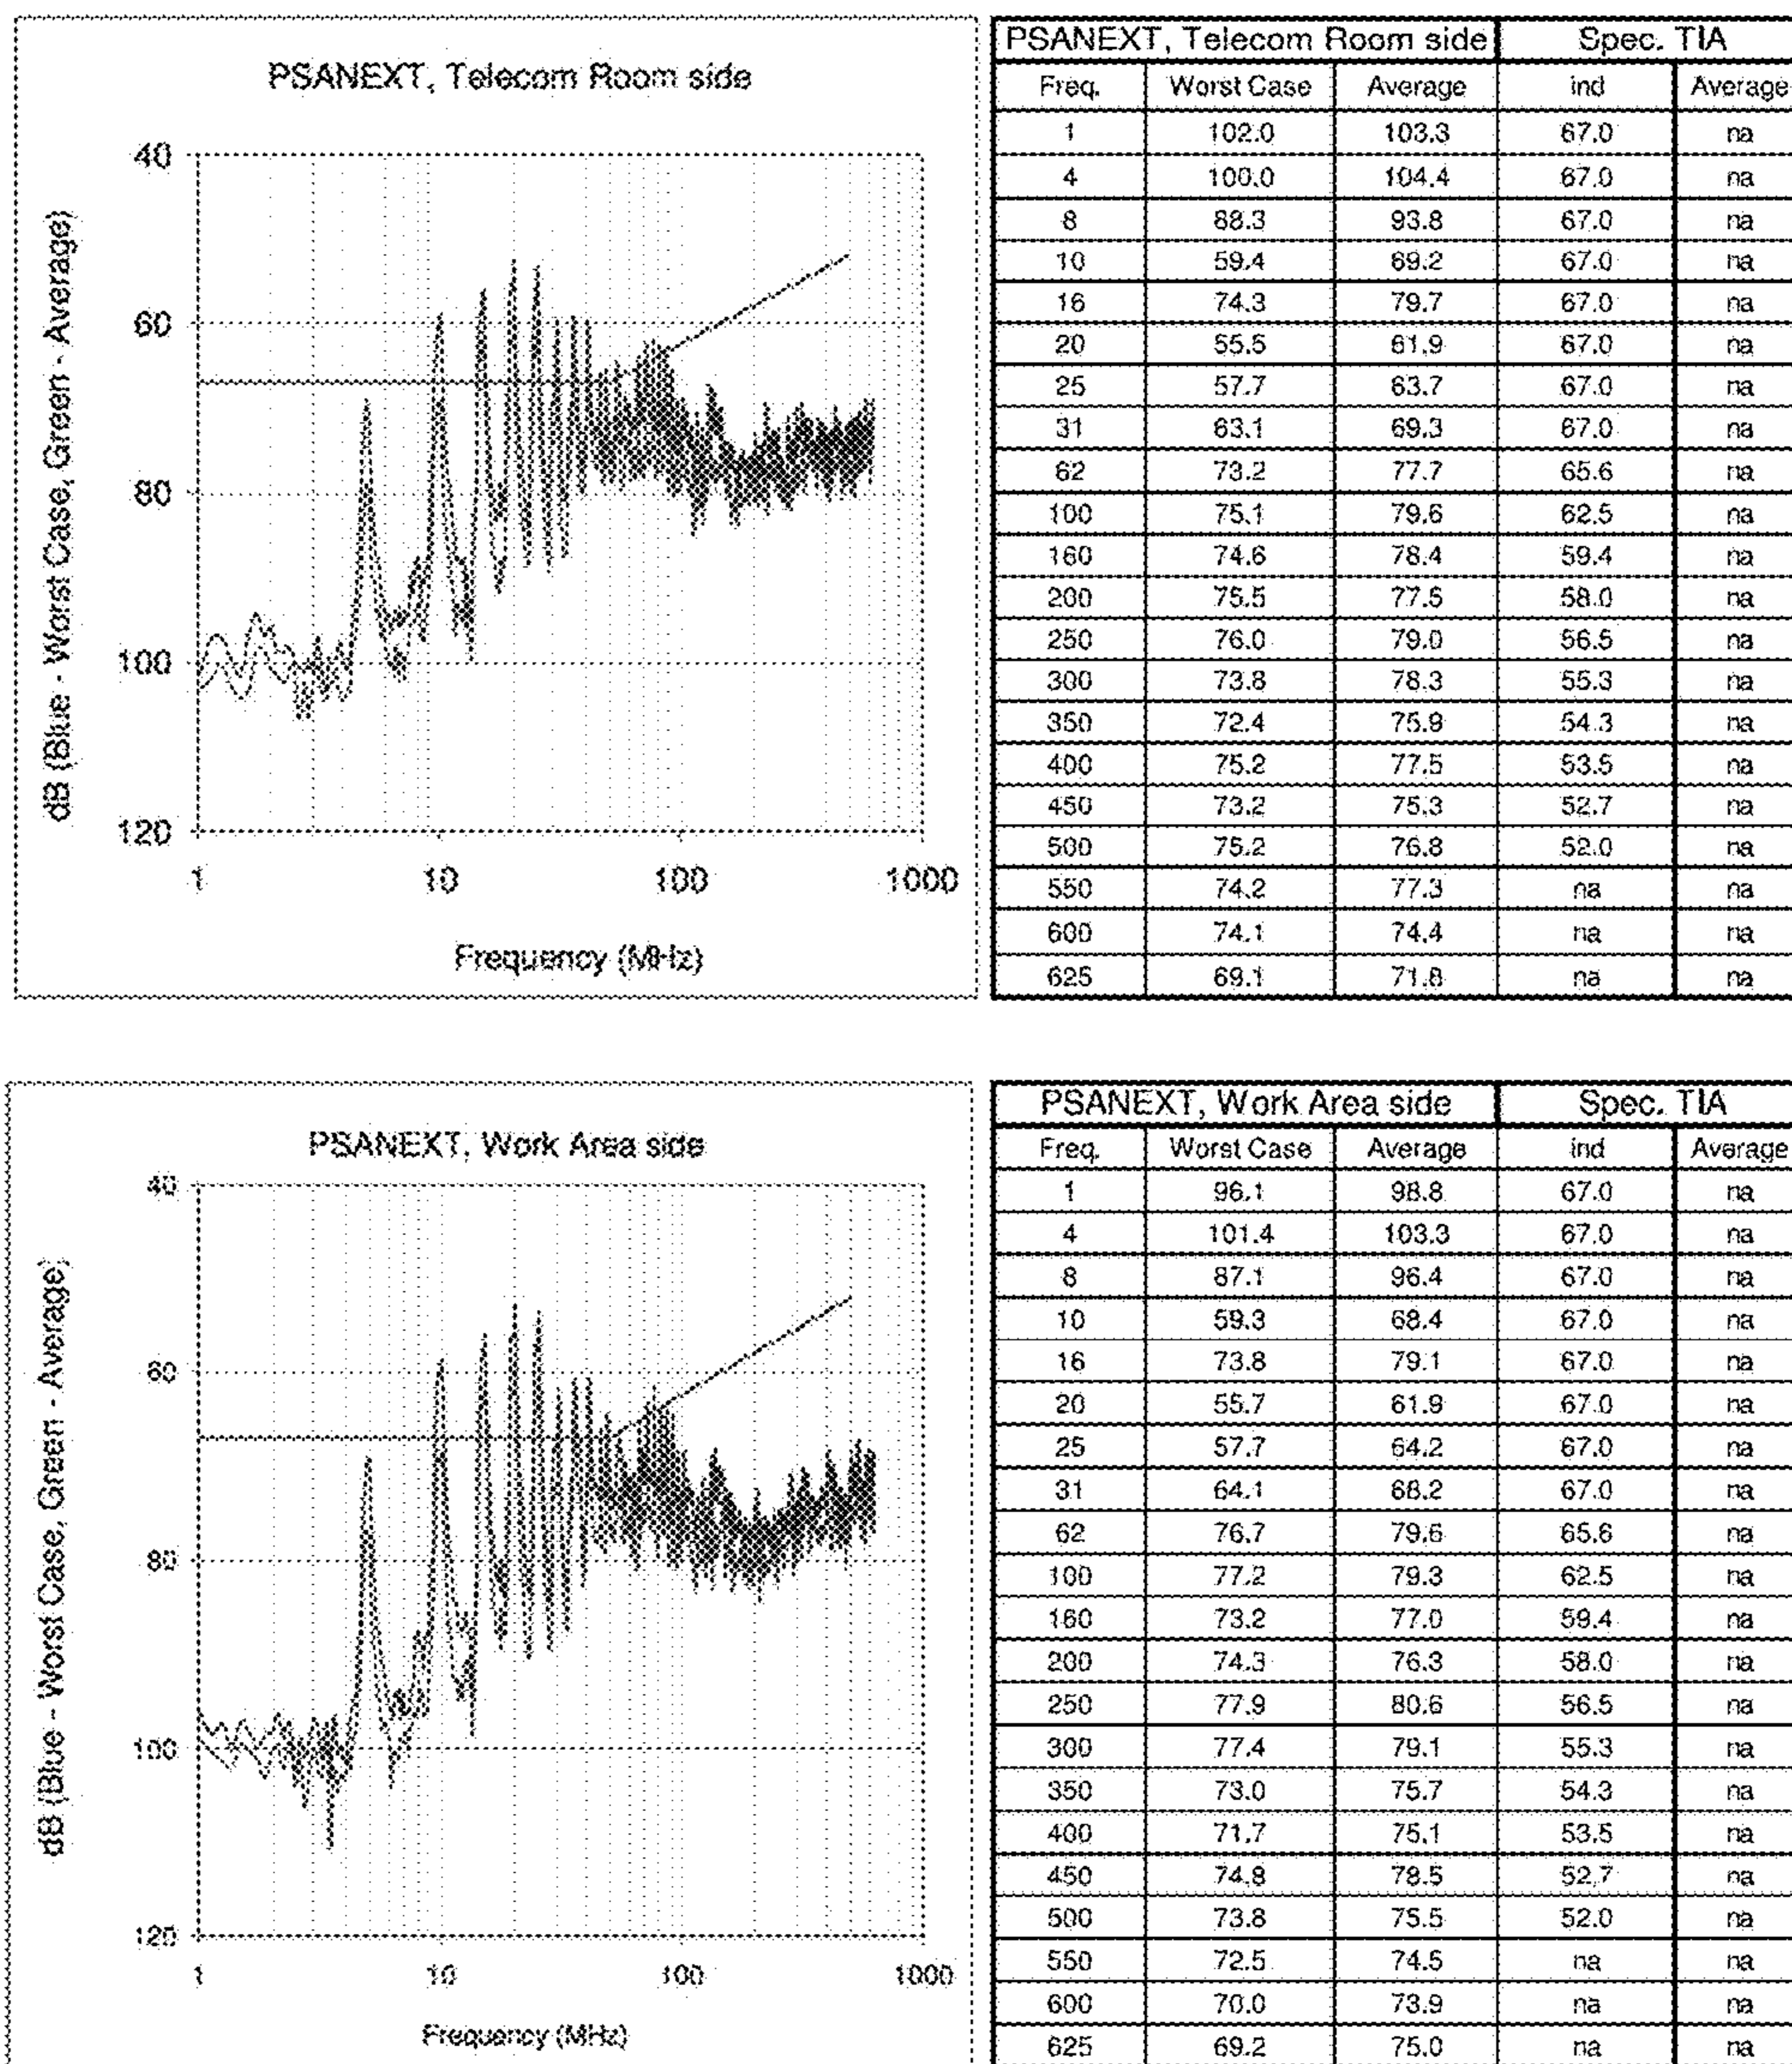 PSANEXT, Telecom Room side
dB (Blue - Worst Case, Green - Average)
40
60
80
100
120
1
10
100
1000
Frequency (MHz)
PSANEXT, Telecom Room side Spec. TIA
Freq. Worst Case Average ind Average
1 102.0 103.3 67.0 na
4 100.0 104.4 67.0 na
8 88.3 93.8 67.0 na
10 59.4 69.2 67.0 na
16 74.3 79.7 67.0 na
20 55.5 61.9 67.0 na
25 57.7 63.7 67.0 na
31 63.1 69.3 67.0 na
62 73.2 77.7 65.6 na
100 75.1 79.6 62.5 na
160 74.6 78.4 59.4 na
200 75.5 77.5 58.0 na
250 76.0 79.0 56.5 na
300 73.8 78.3 55.3 na
350 72.4 75.9 54.3 na
400 75.2 77.5 53.5 na
450 73.2 75.3 52.7 na
500 75.2 76.8 52.0 na
550 74.2 77.3 na na
600 74.1 74.4 na na
625 69.1 71.8 na na
PSANEXT, Work Area side
dB (Blue - Worst Case, Green - Average)
40
60
80
100
120
1
10
100
1000
Frequency (MHz)
PSANEXT, Work Area side Spec. TIA
Freq. Worst Case Average ind Average
1 96.1 98.8 67.0 na
4 101.4 103.3 67.0 na
8 87.1 96.4 67.0 na
10 59.3 68.4 67.0 na
16 73.8 79.1 67.0 na
20 55.7 61.9 67.0 na
25 57.7 64.2 67.0 na
31 64.1 68.2 67.0 na
62 76.7 79.6 65.6 na
100 77.2 79.3 62.5 na
160 73.2 77.0 59.4 na
200 74.3 76.3 58.0 na
250 77.9 80.6 56.5 na
300 77.4 79.1 55.3 na
350 73.0 75.7 54.3 na
400 71.7 75.1 53.5 na
450 74.8 78.5 52.7 na
500 73.8 75.5 52.0 na
550 72.5 74.5 na na
600 70.0 73.9 na na
625 69.2 75.0 na na